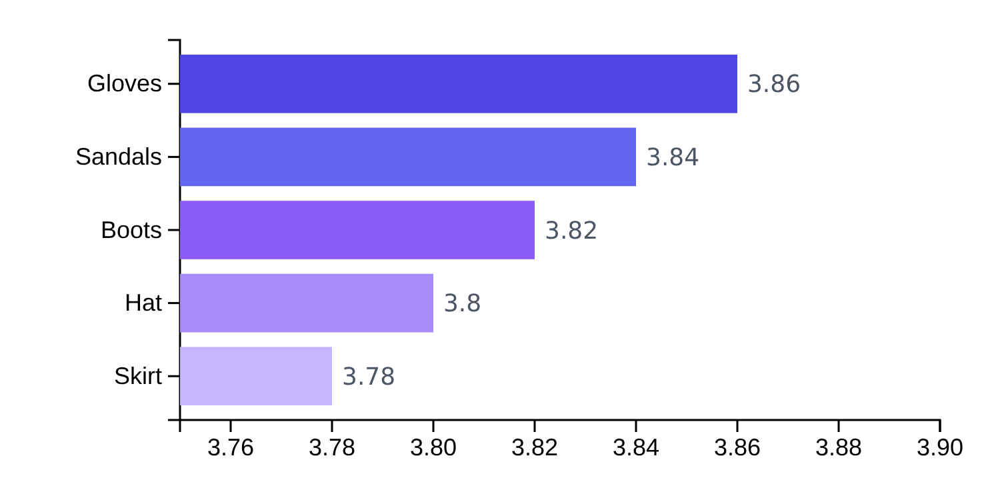 Gloves 3.86
Sandals 3.84
Boots 3.82
Hat 3.8
Skirt 3.78
3.76 3.78 3.80 3.82 3.84 3.86 3.88 3.90